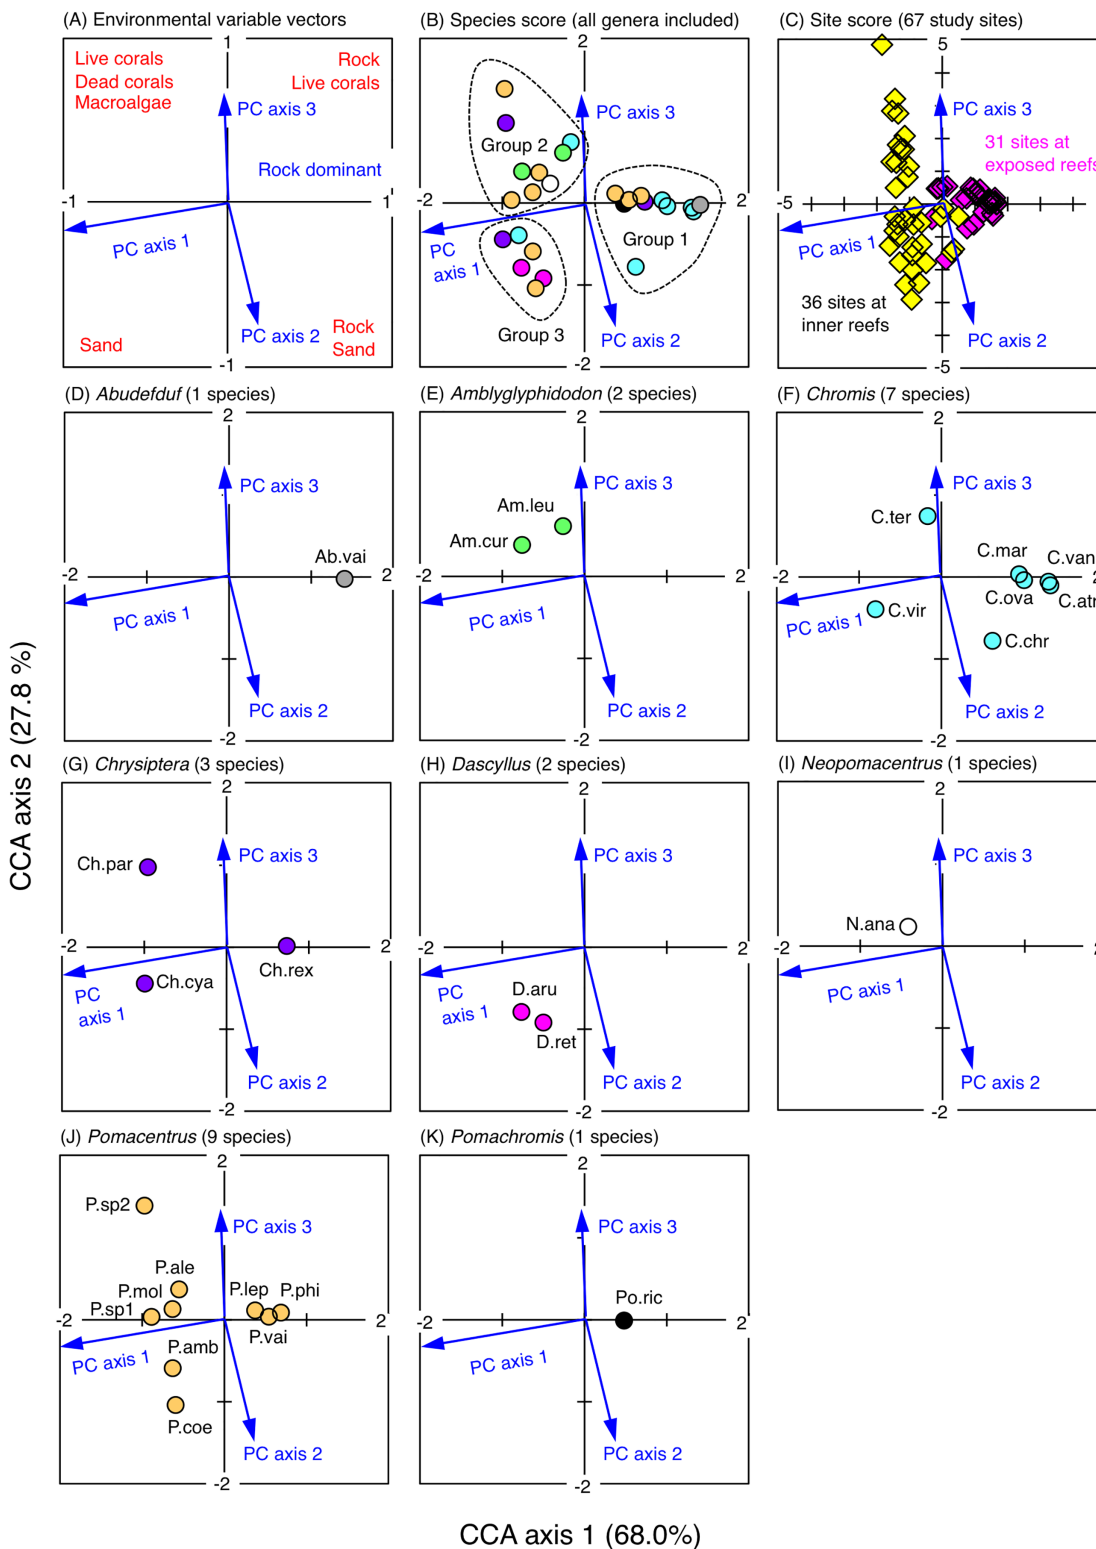 (A) Environmental variable vectors
1
Live corals
Dead corals
Macroalgae
Rock
Live corals
PC axis 3
Rock dominant
-1
1
PC axis 1
PC axis 2
Sand
Rock
Sand
-1
(B) Species score (all genera included)
2
PC axis 3
Group 2
-2
2
PC
axis 1
Group 1
Group 3
PC axis 2
-2
(C) Site score (67 study sites)
5
PC axis 3
31 sites at
exposed reefs
-5
PC axis 1
36 sites at
inner reefs
PC axis 2
-5
(D) Abudefduf (1 species)
2
PC axis 3
Ab.vai
-2
2
PC axis 1
PC axis 2
-2
(E) Amblyglyphidodon (2 species)
2
PC axis 3
Am.leu
Am.cur
-2
2
PC axis 1
PC axis 2
-2
(F) Chromis (7 species)
2
PC axis 3
C.ter
C.mar
C.van
-2
2
C.ova
C.atr
C.vir
PC axis 1
C.chr
PC axis 2
-2
(G) Chrysiptera (3 species)
2
PC axis 3
Ch.par
-2
2
Ch.rex
Ch.cya
PC
axis 1
PC axis 2
-2
(H) Dascyllus (2 species)
2
PC axis 3
-2
2
PC
axis 1
D.aru
D.ret
PC axis 2
-2
(I) Neopomacentrus (1 species)
2
PC axis 3
N.ana
-2
2
PC axis 1
PC axis 2
-2
(J) Pomacentrus (9 species)
2
P.sp2
PC axis 3
P.ale
P.mol
P.lep
P.phi
P.sp1
-2
2
P.vai
P.amb
PC axis 1
P.coe
PC axis 2
-2
(K) Pomachromis (1 species)
2
PC axis 3
Po.ric
-2
2
PC axis 1
PC axis 2
-2
CCA axis 2 (27.8 %)
CCA axis 1 (68.0%)